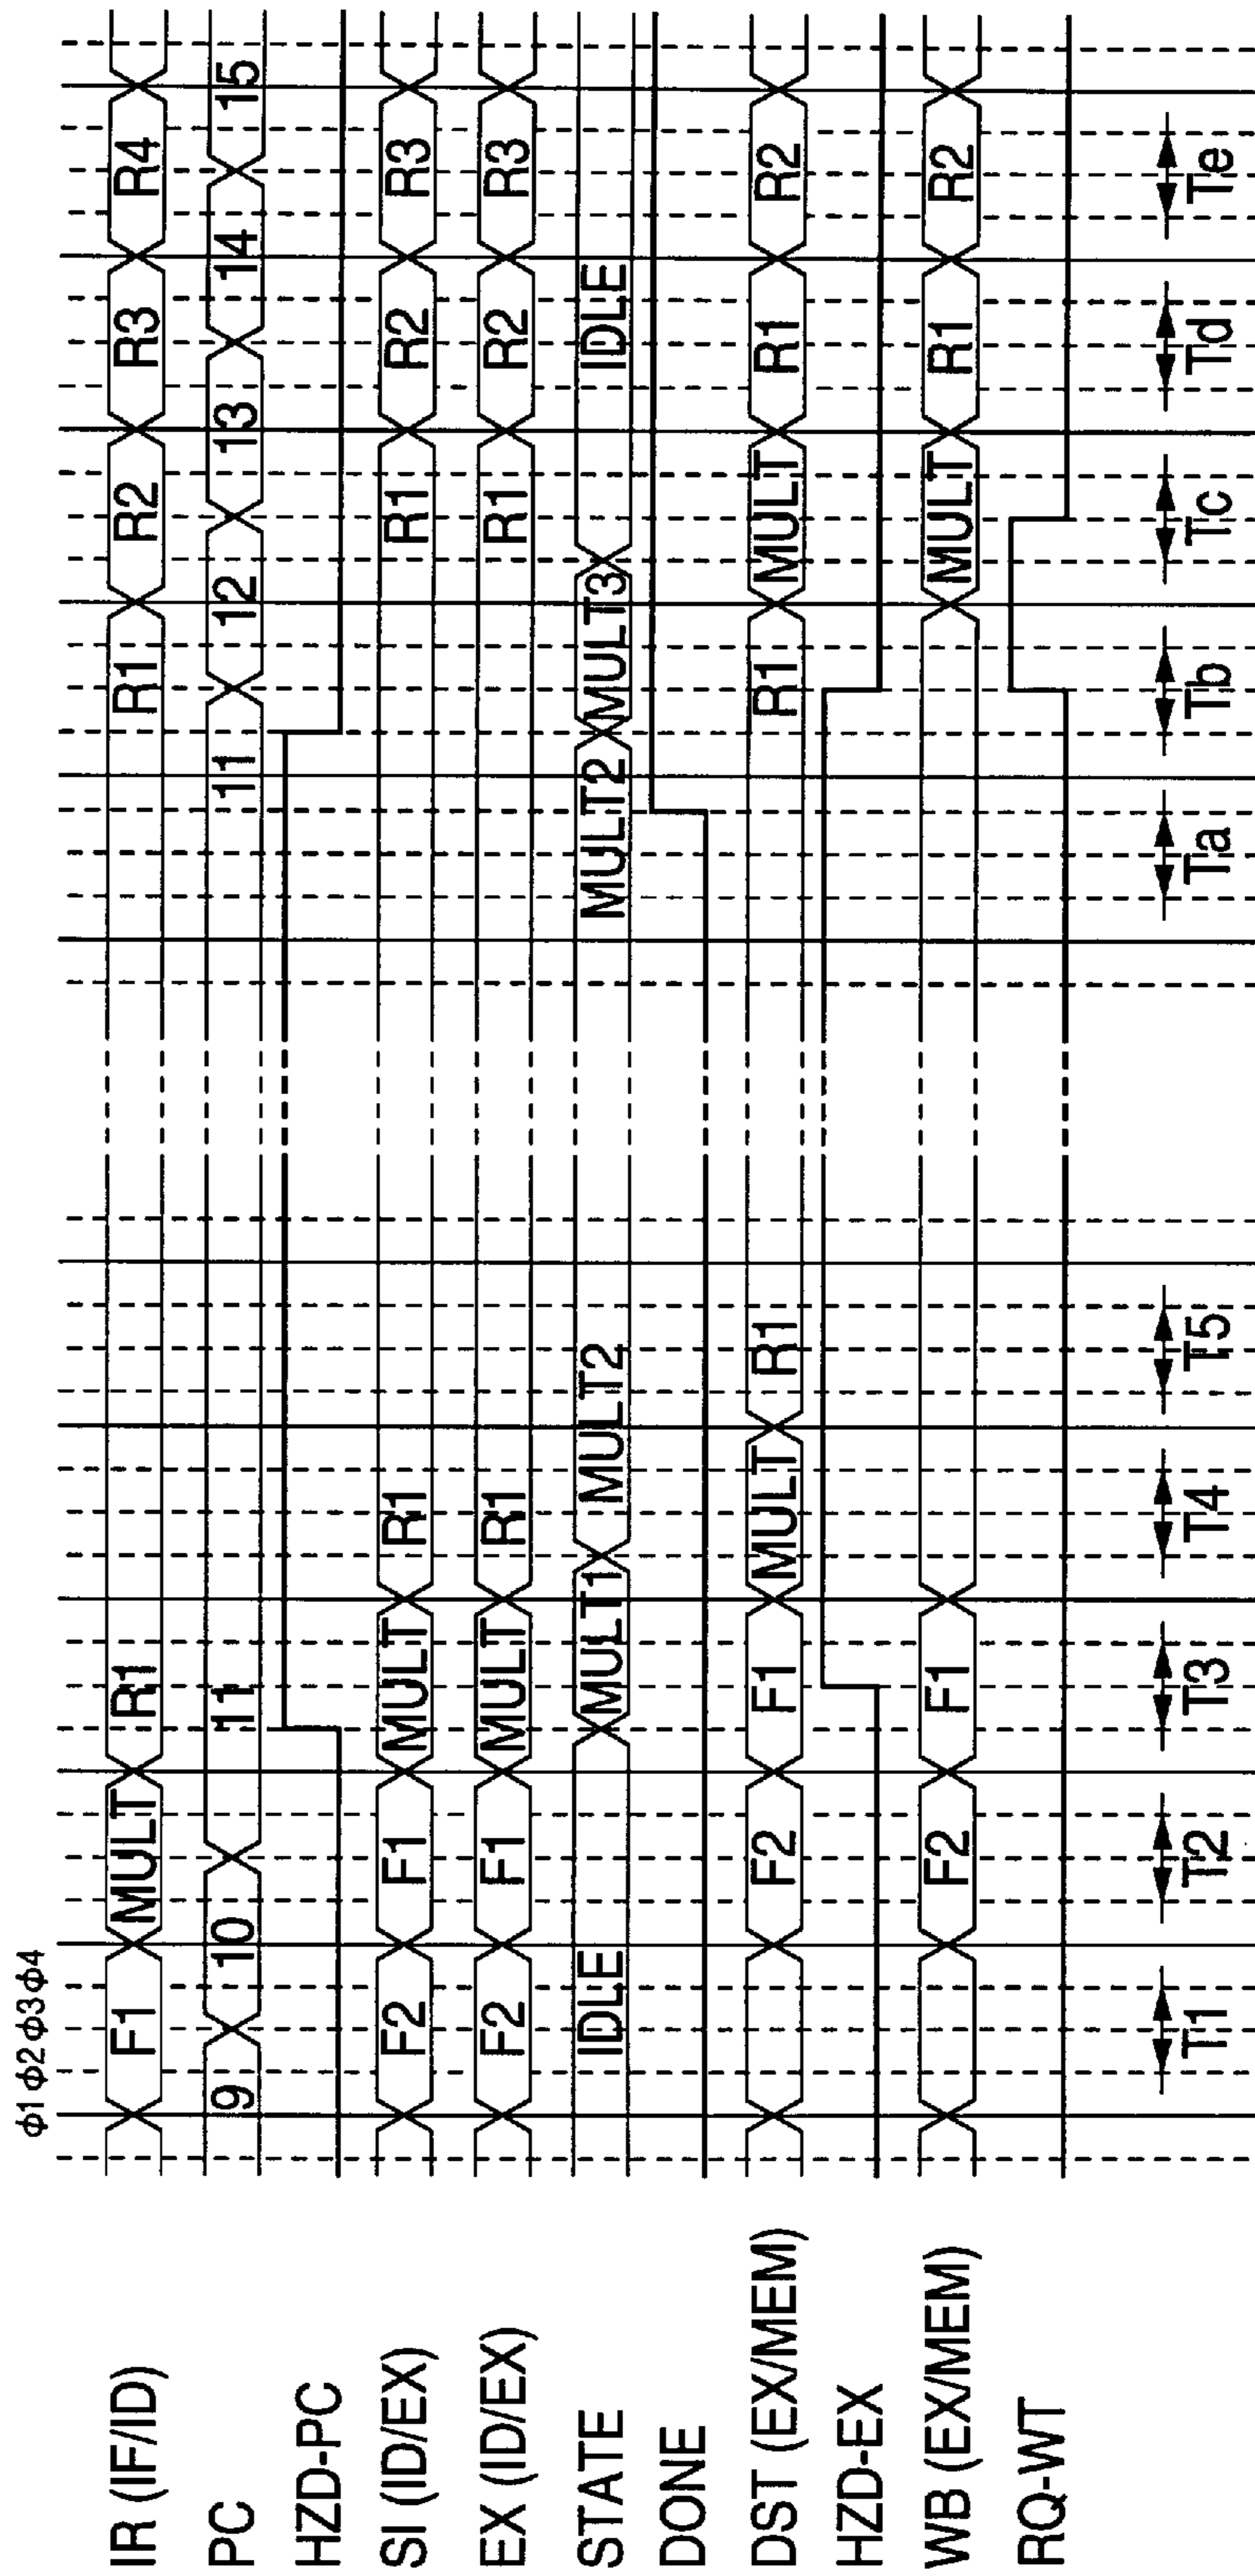 φ1 φ2 φ3 φ4
IR (IF/ID) F1 MULT R1 R1 R2 R3 R4
PC 9 10 11 11 12 13 14 15
HZD-PC
SI (ID/EX) F2 F1 MULT R1 R1 R2 R3
EX (ID/EX) F2 F1 MULT R1 R1 R2 R3
STATE IDLE MULT1 MULT2 MULT2 MULT3 IDLE
DONE
DST (EX/MEM) F2 F1 MULT R1 R1 MULT R1 R2
HZD-EX
WB (EX/MEM) F2 F1 MULT R1 R2
RQ-WT
T1 T2 T3 T4 T5 Ta Tb Tc Td Te